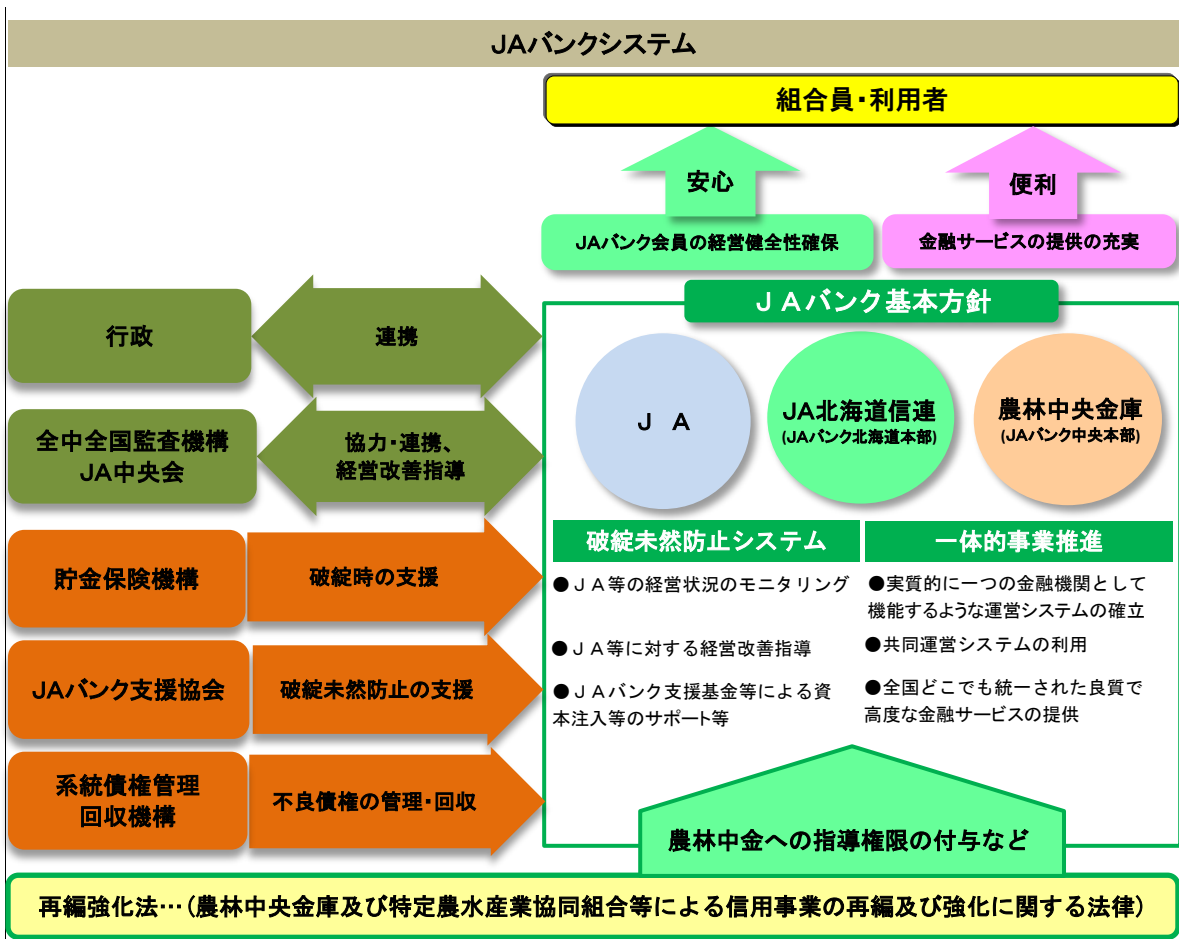 JAバンクシステム
組合員・利用者
安心
便利
JAバンク会員の経営健全性確保
金融サービスの提供の充実
行政
連携
全中全国監査機構
JA中央会
協力・連携、
経営改善指導
貯金保険機構
破綻時の支援
JAバンク支援協会
破綻未然防止の支援
系統債権管理
回収機構
不良債権の管理・回収
JAバンク基本方針
J A
JA北海道信連
(JAバンク北海道本部)
農林中央金庫
(JAバンク中央本部)
破綻未然防止システム
●JA等の経営状況のモニタリング
●JA等に対する経営改善指導
●JAバンク支援基金等による資
本注入等のサポート等
一体的事業推進
●実質的に一つの金融機関として
機能するような運営システムの確立
●共同運営システムの利用
●全国どこでも統一された良質で
高度な金融サービスの提供
農林中金への指導権限の付与など
再編強化法…(農林中央金庫及び特定農水産業協同組合等による信用事業の再編及び強化に関する法律)